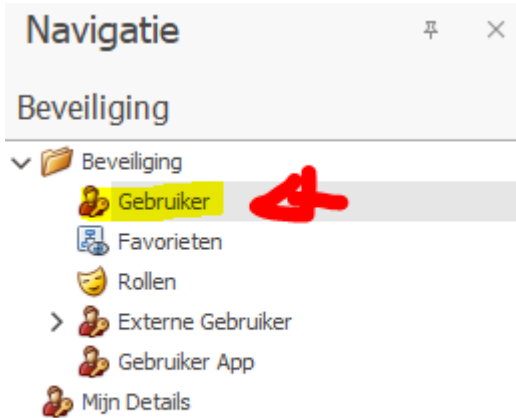 Navigatie
Beveiliging
Beveiliging
Gebruiker
Favorieten
Rollen
Externe Gebruiker
Gebruiker App
Mijn Details